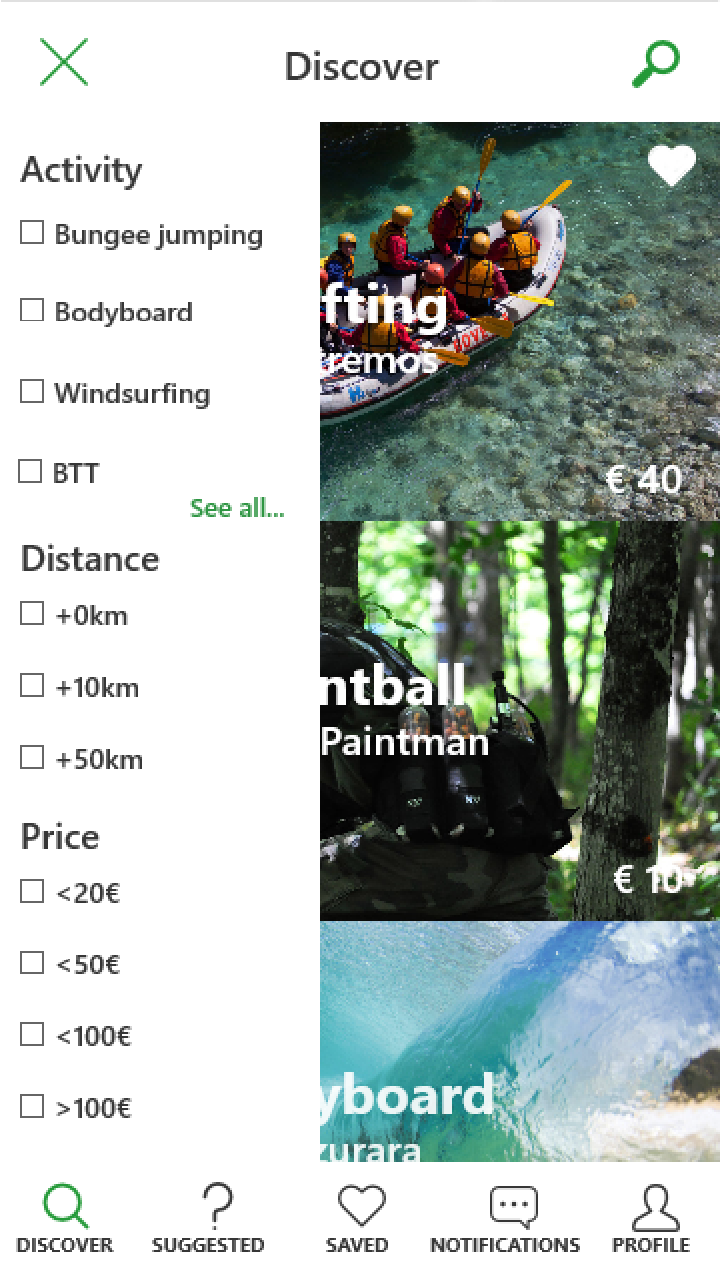 Discover
Activity
Bungee jumping
Bodyboard
Windsurfing
BTT
See all...
Distance
+0km
+10km
+50km
Price
<20€
<50€
<100€
>100€
fting
tremos
€ 40
ntball
Paintman
€ 10
yboard
zurara
DISCOVER
SUGGESTED
SAVED
NOTIFICATIONS
PROFILE